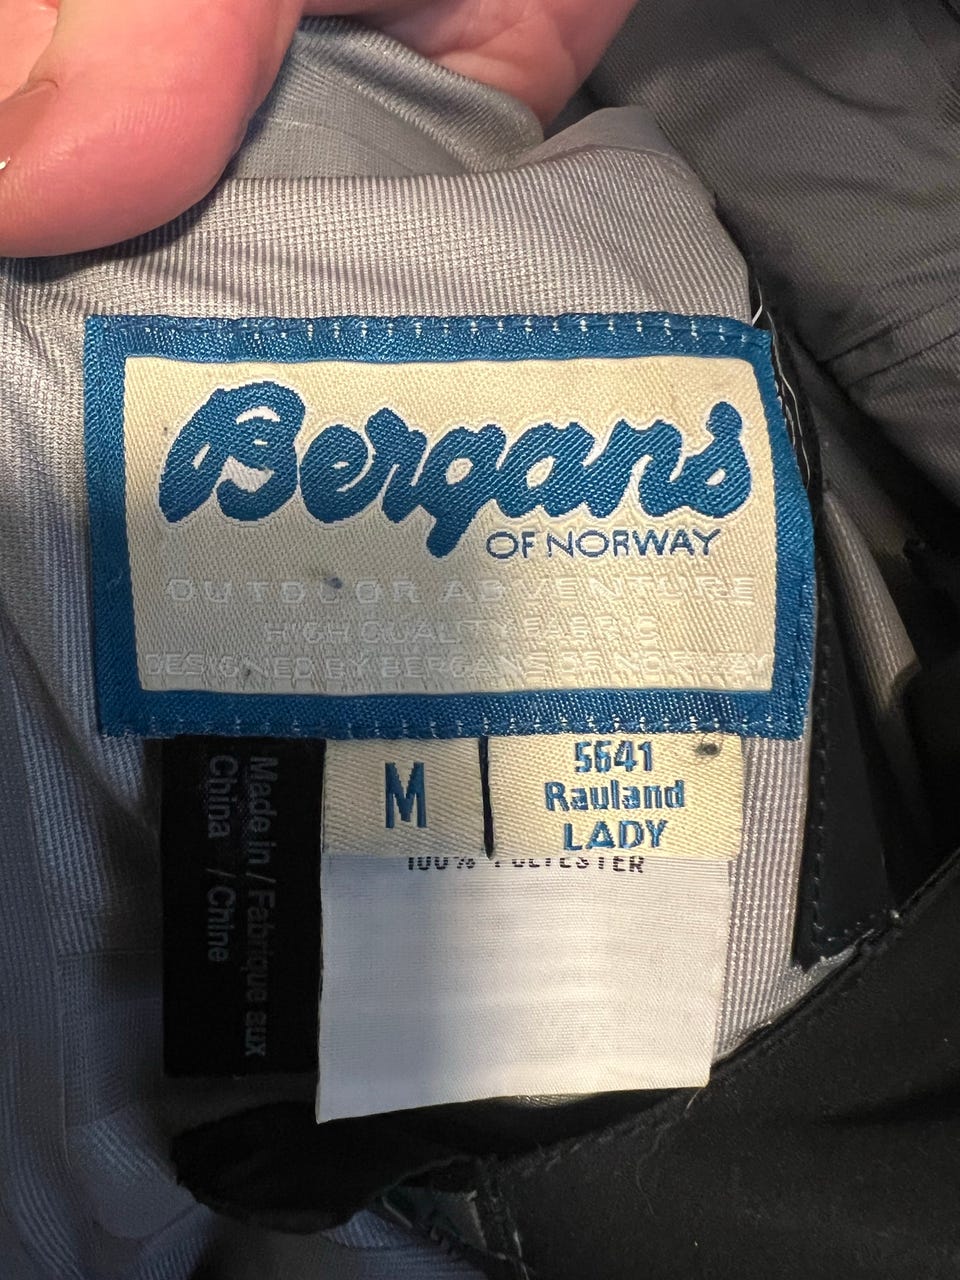 Bergans
OF NORWAY
OUTDOOR ADVENTURE
HIGH QUALITY FABRIC
DESIGNED BY BERGANS OF NORWAY
M
5641
Rauland
LADY
100% POLYESTER
Made in / Fabrique aux
China / Chine